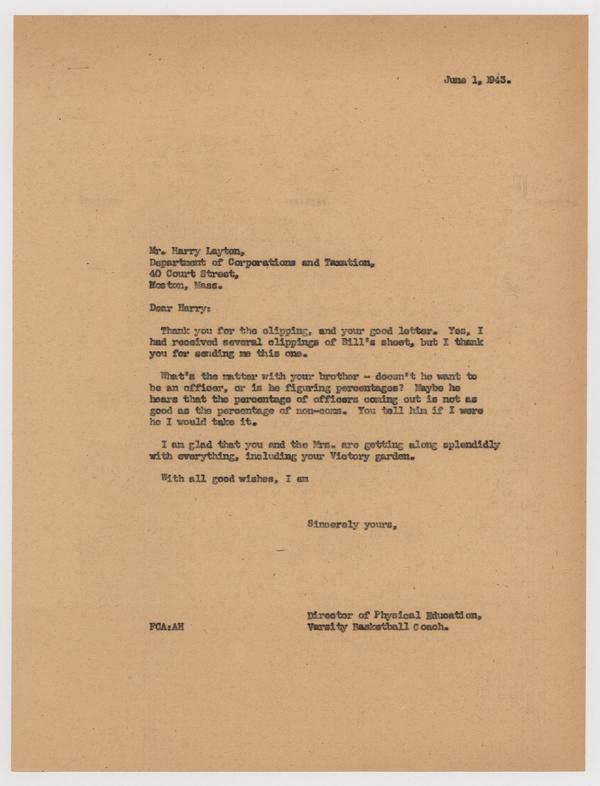 June 1, 1943.
Mr. Harry Layton,
Department of Corporations and Taxation,
40 Court Street,
Boston, Mass.
Dear Harry:
Thank you for the clipping, and your good letter. Yes, I
had received several clippings of Bill's sheet, but I thank
you for sending me this one.
What's the matter with your brother - doesn't he want to
be an officer, or is he figuring percentages? Maybe he
hears that the percentage of officers coming out is not as
good as the percentage of non-coms. You tell him if I were
he I would take it.
I am glad that you and the Mrs. are getting along splendidly
with everything, including your Victory garden.
With all good wishes, I am
Sincerely yours,
Director of Physical Education,
FCA:AH Varsity Basketball Coach.